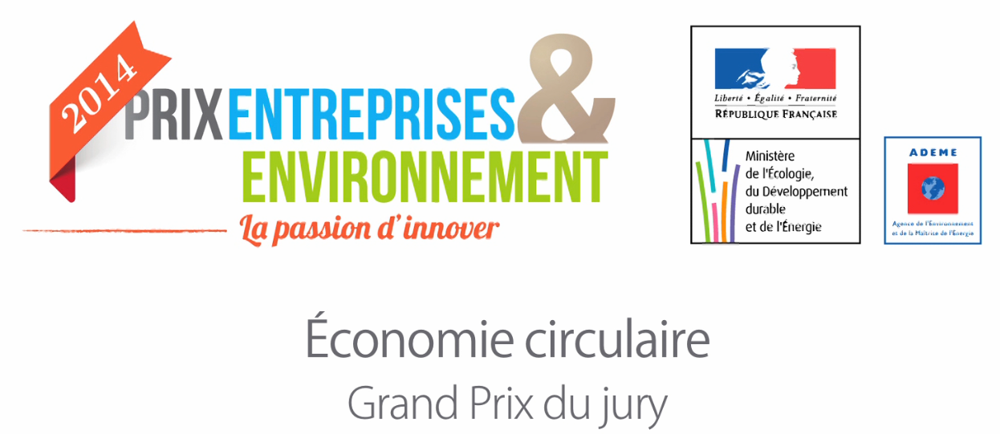 2014
PRIX ENTREPRISES &
ENVIRONNEMENT
La passion d'innover
Liberté • Égalité • Fraternité
RÉPUBLIQUE FRANÇAISE
Ministère
de l'Écologie,
du Développement
durable
et de l'Énergie
ADEME
Agence de l'Environnement
et de la Maîtrise de l'Energie
Économie circulaire
Grand Prix du jury